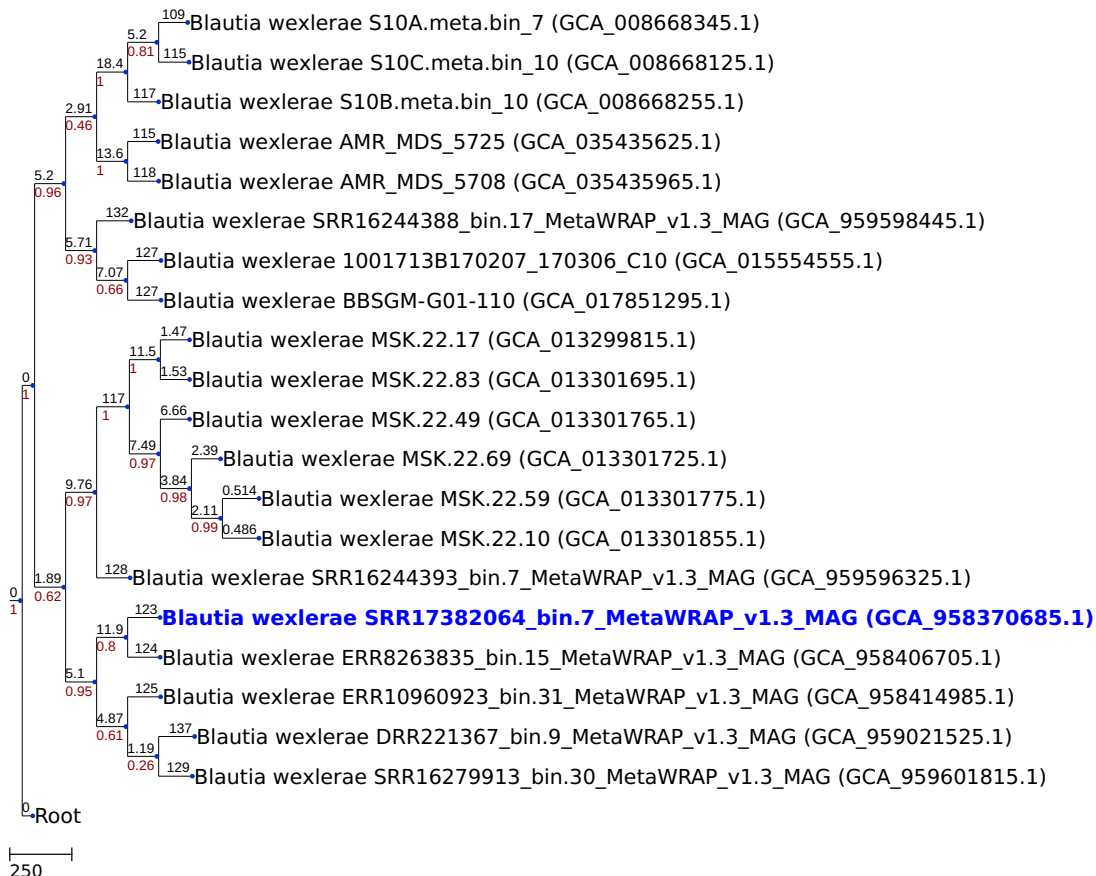 109
Blautia wexlerae S10A.meta.bin_7 (GCA_008668345.1)
5.2
0.81
115
Blautia wexlerae S10C.meta.bin_10 (GCA_008668125.1)
18.4
1
117
Blautia wexlerae S10B.meta.bin_10 (GCA_008668255.1)
2.91
0.46
115
Blautia wexlerae AMR_MDS_5725 (GCA_035435625.1)
13.6
1
118
Blautia wexlerae AMR_MDS_5708 (GCA_035435965.1)
5.2
0.96
132
Blautia wexlerae SRR16244388_bin.17_MetaWRAP_v1.3_MAG (GCA_959598445.1)
5.71
0.93
127
Blautia wexlerae 1001713B170207_170306_C10 (GCA_015554555.1)
7.07
0.66
127
Blautia wexlerae BBSGM-G01-110 (GCA_017851295.1)
1.47
Blautia wexlerae MSK.22.17 (GCA_013299815.1)
11.5
1
1.53
Blautia wexlerae MSK.22.83 (GCA_013301695.1)
0
1
117
1
6.66
Blautia wexlerae MSK.22.49 (GCA_013301765.1)
7.49
0.97
2.39
Blautia wexlerae MSK.22.69 (GCA_013301725.1)
3.84
0.98
0.514
Blautia wexlerae MSK.22.59 (GCA_013301775.1)
9.76
0.97
2.11
0.99
0.486
Blautia wexlerae MSK.22.10 (GCA_013301855.1)
128
Blautia wexlerae SRR16244393_bin.7_MetaWRAP_v1.3_MAG (GCA_959596325.1)
1.89
0.62
0
1
123
Blautia wexlerae SRR17382064_bin.7_MetaWRAP_v1.3_MAG (GCA_958370685.1)
11.9
0.8
124
Blautia wexlerae ERR8263835_bin.15_MetaWRAP_v1.3_MAG (GCA_958406705.1)
5.1
0.95
125
Blautia wexlerae ERR10960923_bin.31_MetaWRAP_v1.3_MAG (GCA_958414985.1)
4.87
0.61
137
Blautia wexlerae DRR221367_bin.9_MetaWRAP_v1.3_MAG (GCA_959021525.1)
1.19
0.26
129
Blautia wexlerae SRR16279913_bin.30_MetaWRAP_v1.3_MAG (GCA_959601815.1)
0
Root
250